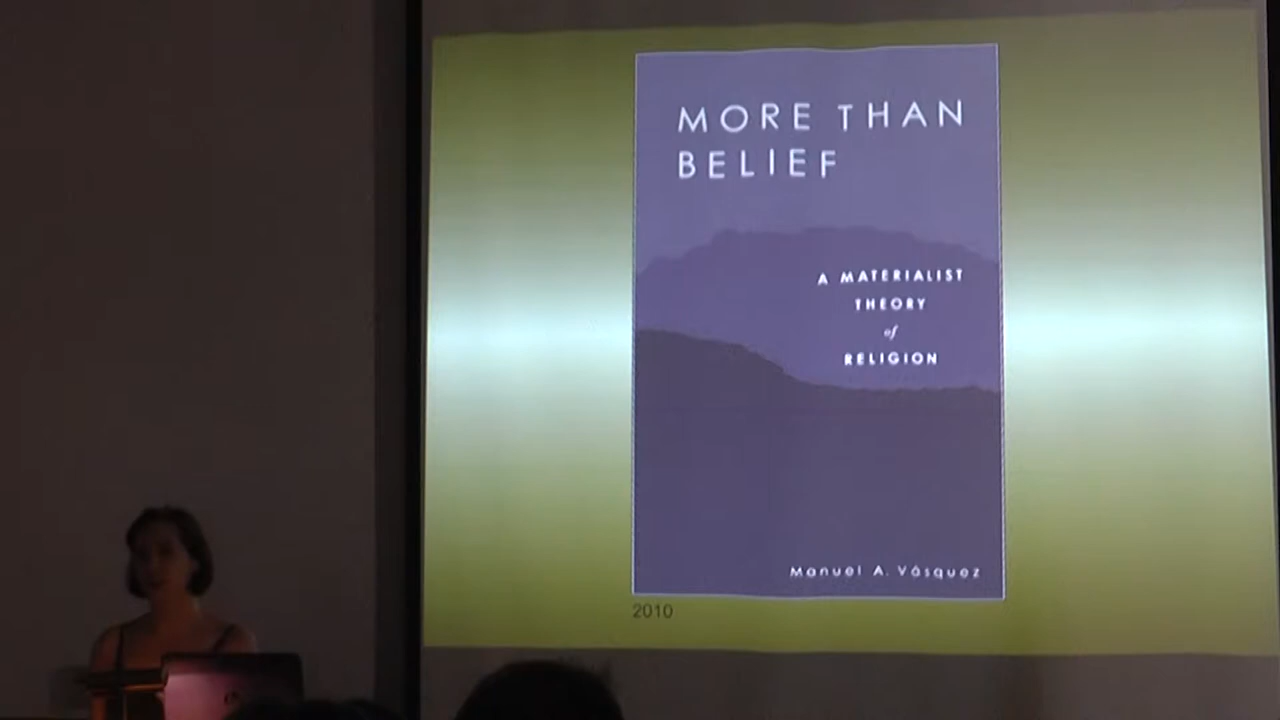 MORE THAN
BELIEF
A MATERIALIST
THEORY
of
RELIGION
Manuel A. Vásquez
2010